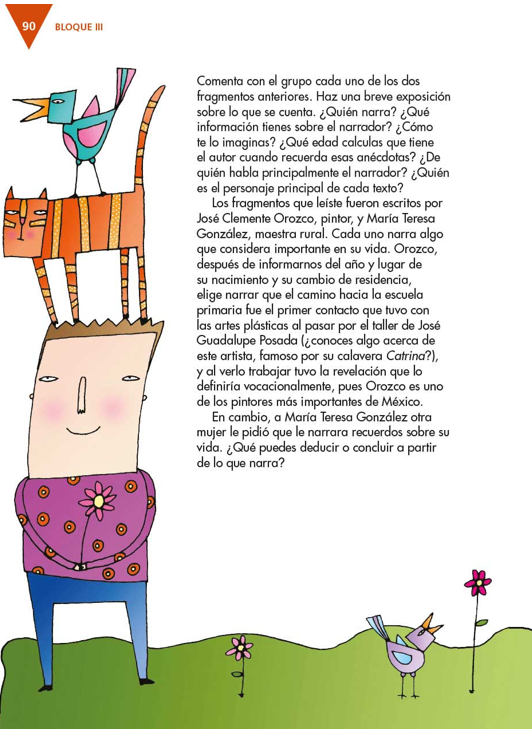 90
BLOQUE III
Comenta con el grupo cada uno de los dos
fragmentos anteriores. Haz una breve exposición
sobre lo que se cuenta. ¿Quién narra? ¿Qué
información tienes sobre el narrador? ¿Cómo
te lo imaginas? ¿Qué edad calculas que tiene
el autor cuando recuerda esas anécdotas? ¿De
quién habla principalmente el narrador? ¿Quién
es el personaje principal de cada texto?
Los fragmentos que leíste fueron escritos por
José Clemente Orozco, pintor, y María Teresa
González, maestra rural. Cada uno narra algo
que considera importante en su vida. Orozco,
después de informarnos del año y lugar de
su nacimiento y su cambio de residencia,
elige narrar que el camino hacia la escuela
primaria fue el primer contacto que tuvo con
las artes plásticas al pasar por el taller de José
Guadalupe Posada (¿conoces algo acerca de
este artista, famoso por su calavera Catrina?),
y al verlo trabajar tuvo la revelación que lo
definiría vocacionalmente, pues Orozco es uno
de los pintores más importantes de México.
En cambio, a María Teresa González otra
mujer le pidió que le narrara recuerdos sobre su
vida. ¿Qué puedes deducir o concluir a partir
de lo que narra?